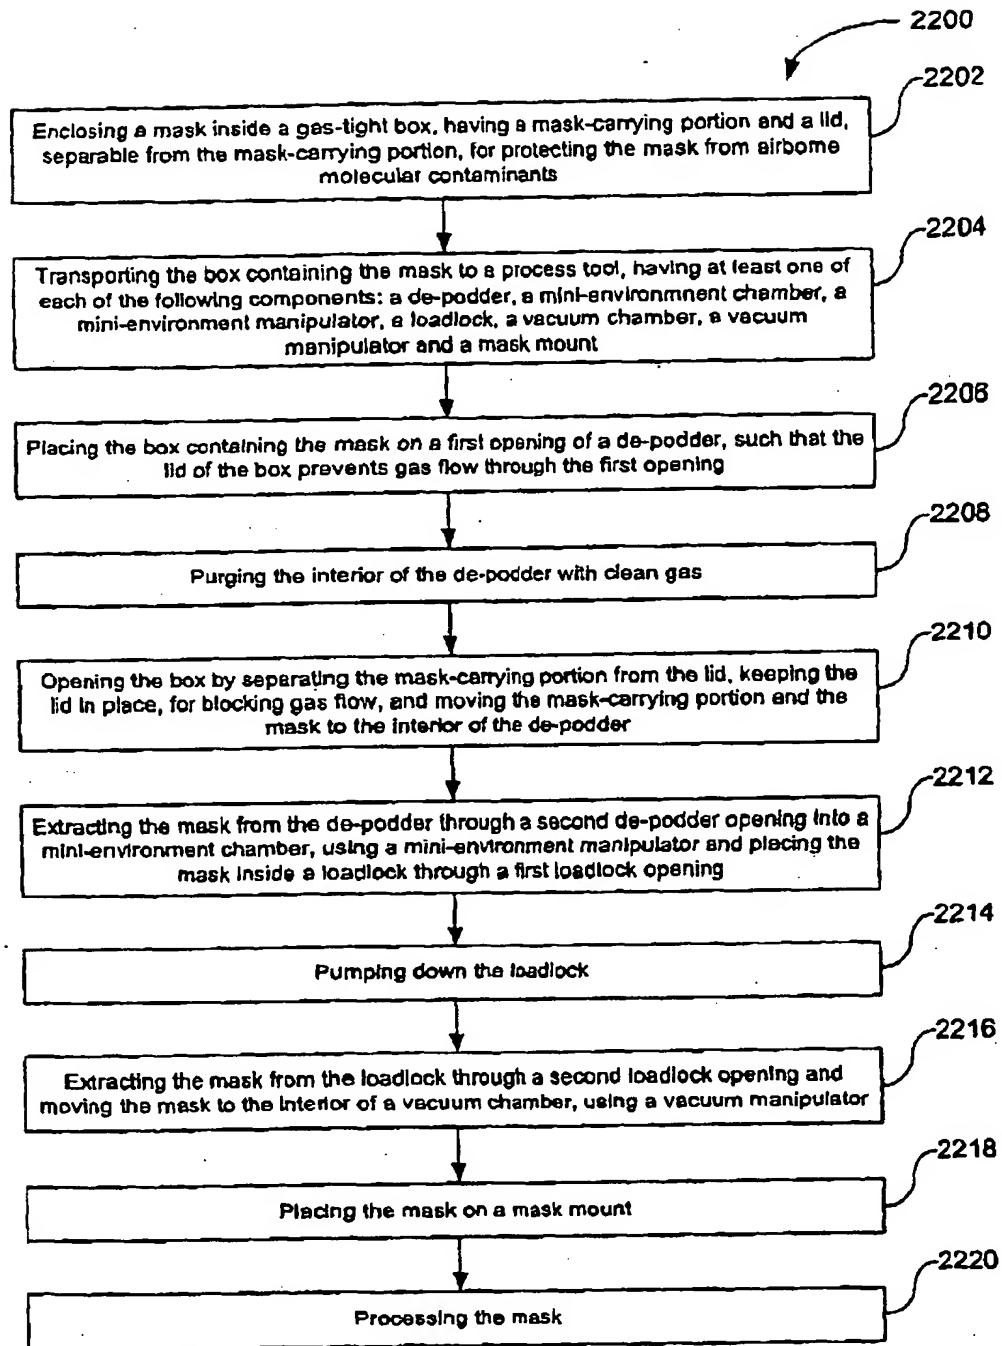 2200
2202
Enclosing a mask inside a gas-tight box, having a mask-carrying portion and a lid,
separable from the mask-carrying portion, for protecting the mask from airborne
molecular contaminants
2204
Transporting the box containing the mask to a process tool, having at least one of
each of the following components: a de-podder, a mini-environmnent chamber, a
mini-environment manipulator, a loadlock, a vacuum chamber, a vacuum
manipulator and a mask mount
2206
Placing the box containing the mask on a first opening of a de-podder, such that the
lid of the box prevents gas flow through the first opening
2208
Purging the interior of the de-podder with clean gas
2210
Opening the box by separating the mask-carrying portion from the lid, keeping the
lid in place, for blocking gas flow, and moving the mask-carrying portion and the
mask to the interior of the de-podder
2212
Extracting the mask from the de-podder through a second de-podder opening into a
mini-environment chamber, using a mini-environment manipulator and placing the
mask inside a loadlock through a first loadlock opening
2214
Pumping down the loadlock
2216
Extracting the mask from the loadlock through a second loadlock opening and
moving the mask to the interior of a vacuum chamber, using a vacuum manipulator
2218
Placing the mask on a mask mount
2220
Processing the mask